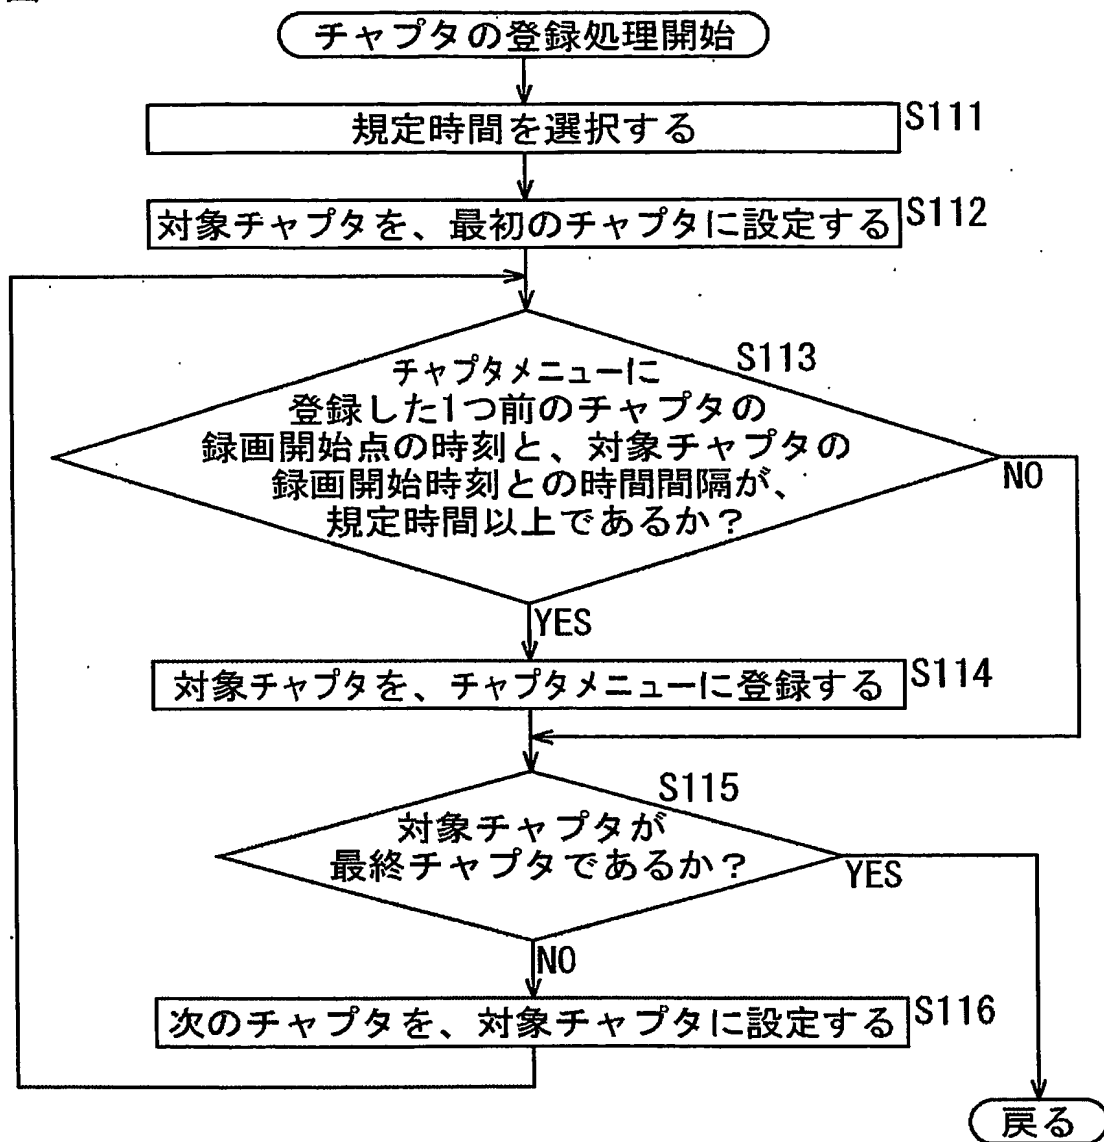 チャプタの登録処理開始
規定時間を選択する
S111
対象チャプタを、最初のチャプタに設定する
S112
S113
チャプタメニューに
登録した1つ前のチャプタの
録画開始点の時刻と、対象チャプタの
録画開始時刻との時間間隔が、
規定時間以上であるか？
NO
YES
対象チャプタを、チャプタメニューに登録する
S114
S115
対象チャプタが
最終チャプタであるか？
YES
NO
次のチャプタを、対象チャプタに設定する
S116
戻る